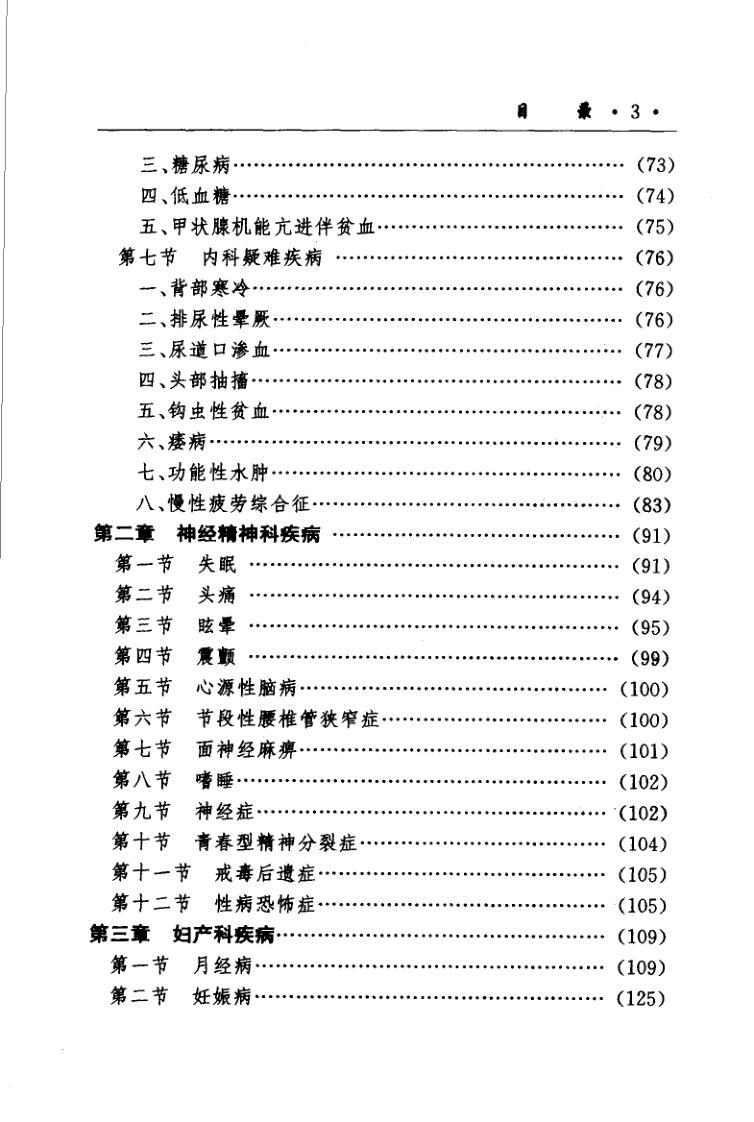 目 录 · 3 ·
三、糖尿病…………………………………………………（73）
四、低血糖…………………………………………………（74）
五、甲状腺机能亢进伴贫血………………………………（75）
第七节 内科疑难疾病……………………………………（76）
一、背部寒冷………………………………………………（76）
二、排尿性晕厥……………………………………………（76）
三、尿道口渗血……………………………………………（77）
四、头部抽搐………………………………………………（78）
五、钩虫性贫血……………………………………………（78）
六、痿病……………………………………………………（79）
七、功能性水肿……………………………………………（80）
八、慢性疲劳综合征………………………………………（83）
第二章 神经精神科疾病…………………………………（91）
第一节 失眠………………………………………………（91）
第二节 头痛………………………………………………（94）
第三节 眩晕………………………………………………（95）
第四节 震颤………………………………………………（99）
第五节 心源性脑病………………………………………（100）
第六节 节段性腰椎管狭窄症……………………………（100）
第七节 面神经麻痹………………………………………（101）
第八节 嗜睡………………………………………………（102）
第九节 神经症……………………………………………（102）
第十节 青春型精神分裂症………………………………（104）
第十一节 戒毒后遗症……………………………………（105）
第十二节 性病恐怖症……………………………………（105）
第三章 妇产科疾病………………………………………（109）
第一节 月经病……………………………………………（109）
第二节 妊娠病……………………………………………（125）